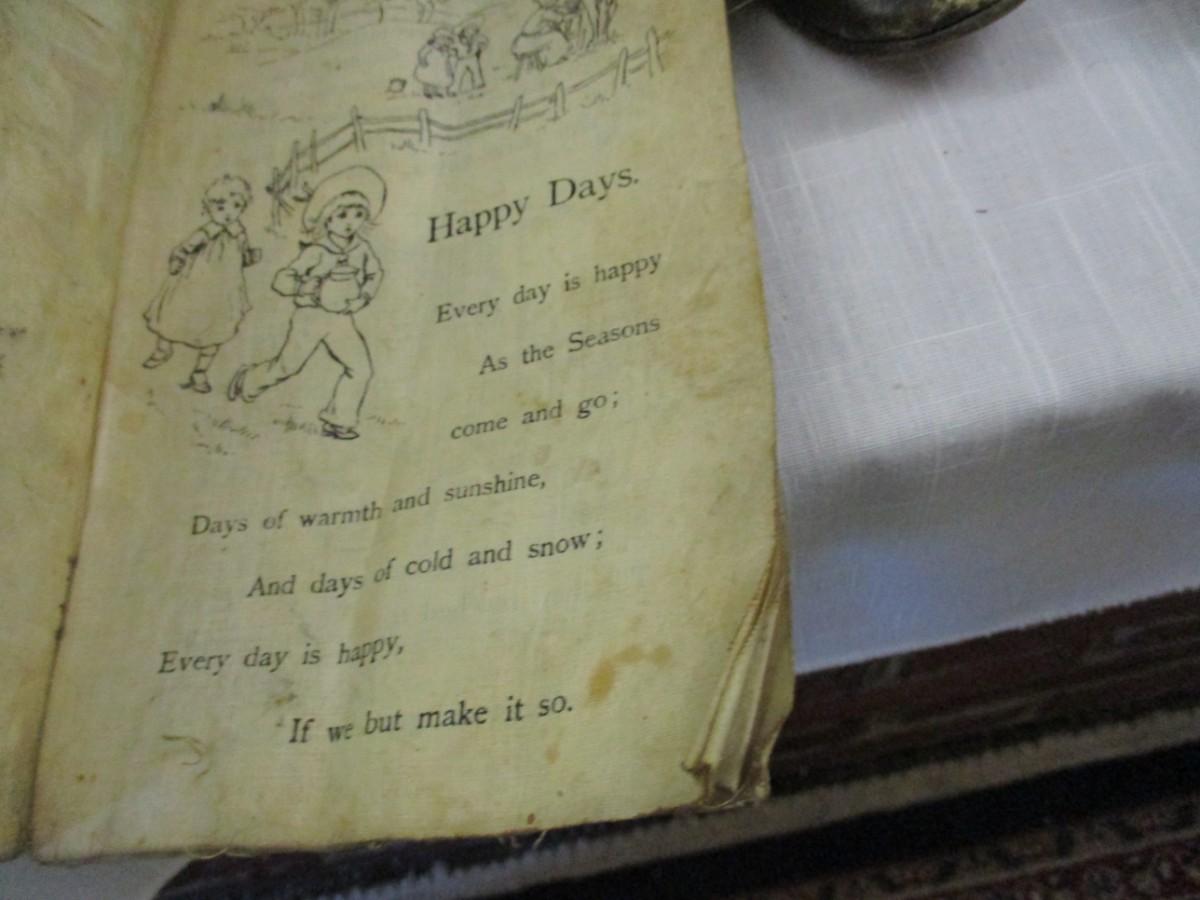 Happy Days.
Every day is happy
As the Seasons
come and go;
Days of warmth and sunshine,
And days of cold and snow;
Every day is happy,
If we but make it so.